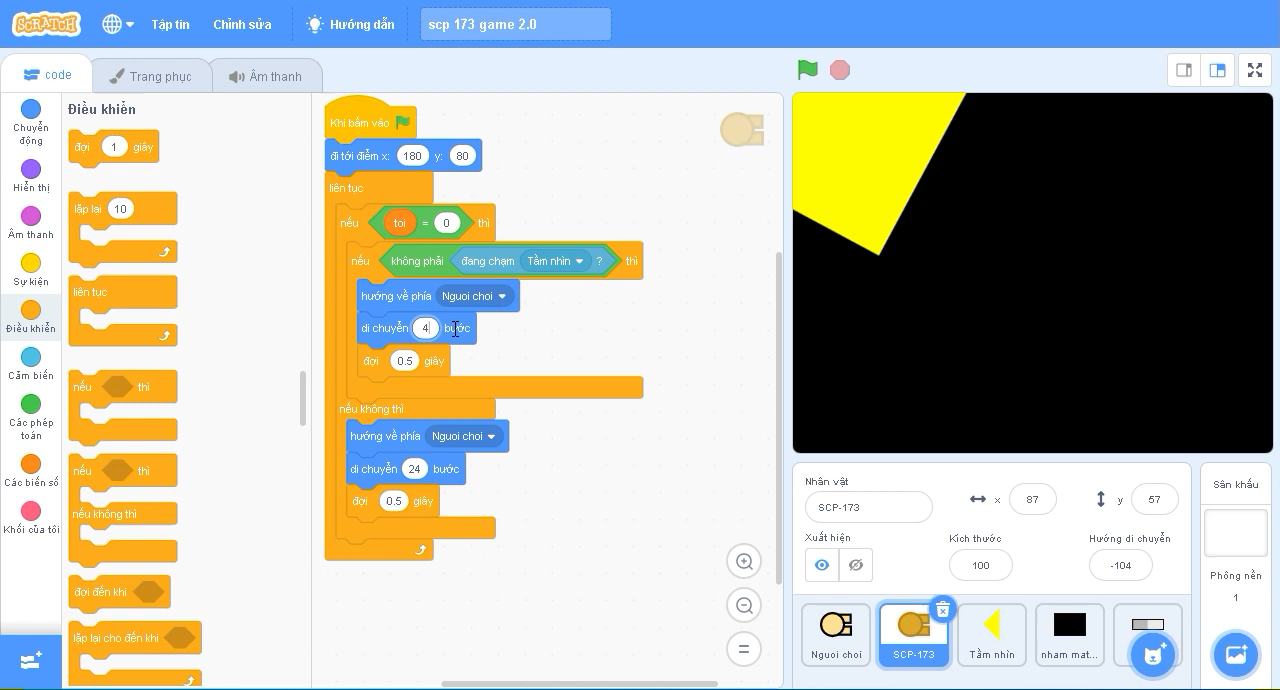 SCRATCH
Tập tin
Chỉnh sửa
Hướng dẫn
scp 173 game 2.0
code
Trang phục
Âm thanh
Chuyển động
Hiển thị
Âm thanh
Sự kiện
Điều khiển
Cảm biến
Các phép toán
Các biến số
Khối của tôi
Điều khiển
đợi 1 giây
lặp lại 10
liên tục
nếu thì
nếu thì
nếu không thì
đợi đến khi
lặp lại cho đến khi
Khi bấm vào
đi tới điểm x: 180 y: 80
liên tục
nếu toi = 0 thì
nếu không phải đang chạm Tầm nhìn ? thì
hướng về phía Nguoi choi
di chuyển 4 bước
đợi 0.5 giây
nếu không thì
hướng về phía Nguoi choi
di chuyển 24 bước
đợi 0.5 giây
Nhân vật
SCP-173
x 87
y 57
Xuất hiện
Kích thước
100
Hướng di chuyển
-104
Nguoi choi
SCP-173
Tầm nhìn
nham mat...
Sân khấu
Phông nền
1